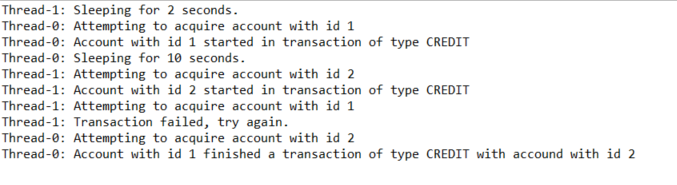 Thread-1: Sleeping for 2 seconds.
Thread-0: Attempting to acquire account with id 1
Thread-0: Account with id 1 started in transaction of type CREDIT
Thread-0: Sleeping for 10 seconds.
Thread-1: Attempting to acquire account with id 2
Thread-1: Account with id 2 started in transaction of type CREDIT
Thread-1: Attempting to acquire account with id 1
Thread-1: Transaction failed, try again.
Thread-0: Attempting to acquire account with id 2
Thread-0: Account with id 1 finished a transaction of type CREDIT with accound with id 2